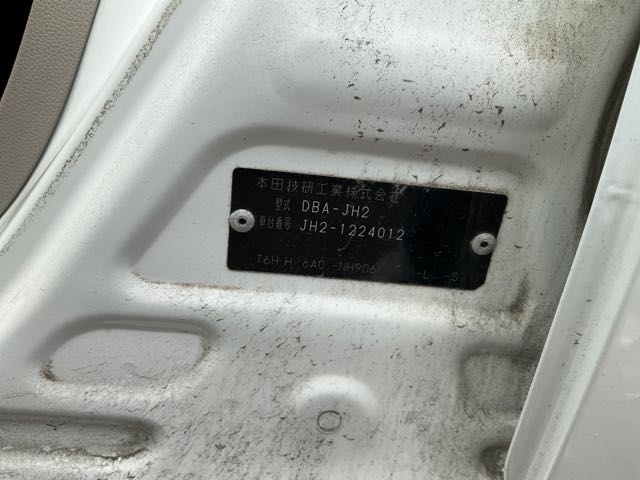 本田技研工業株式会社
型式 DBA-JH2
車台番号 JH2-1224012
T6H H 6A0 -NH906 -L -S